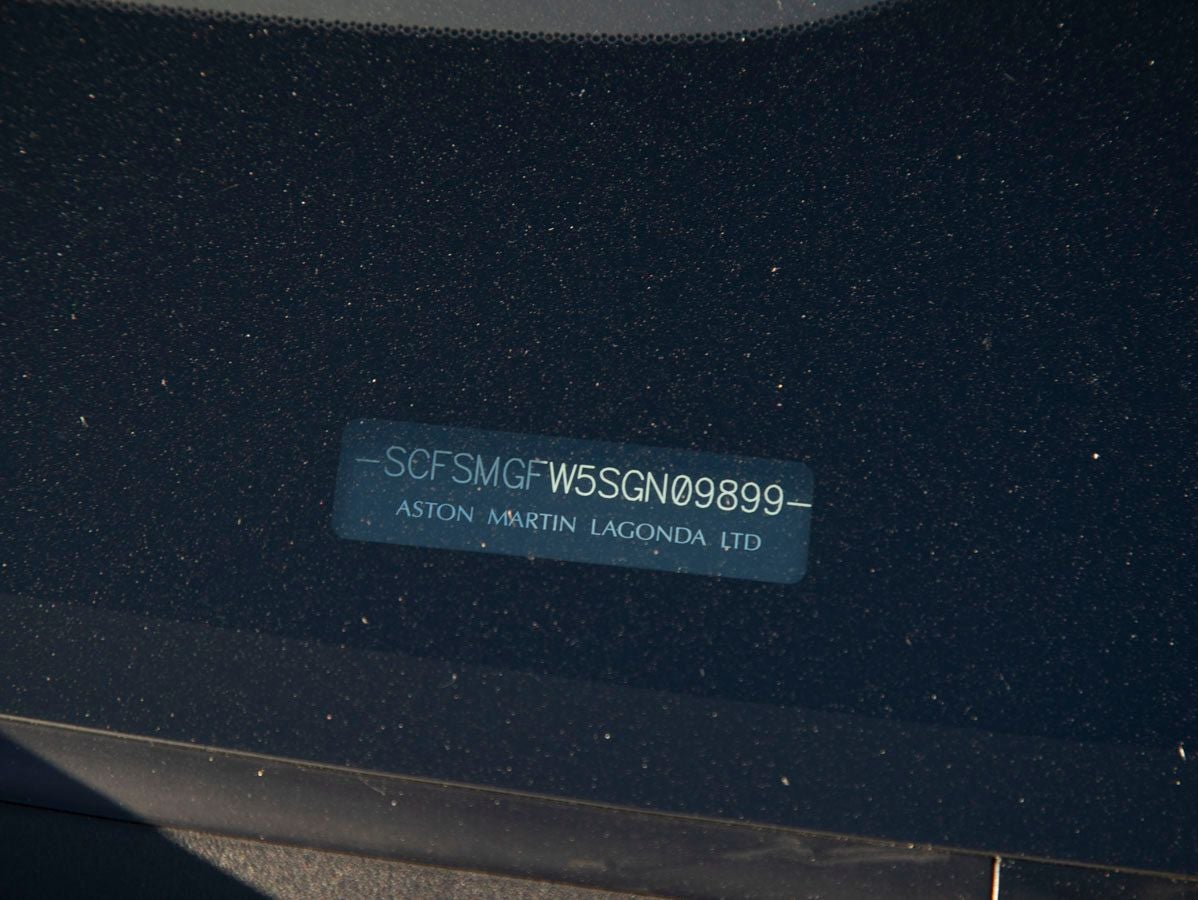 -SCFSMGFW5SGN09899-
ASTON MARTIN LAGONDA LTD